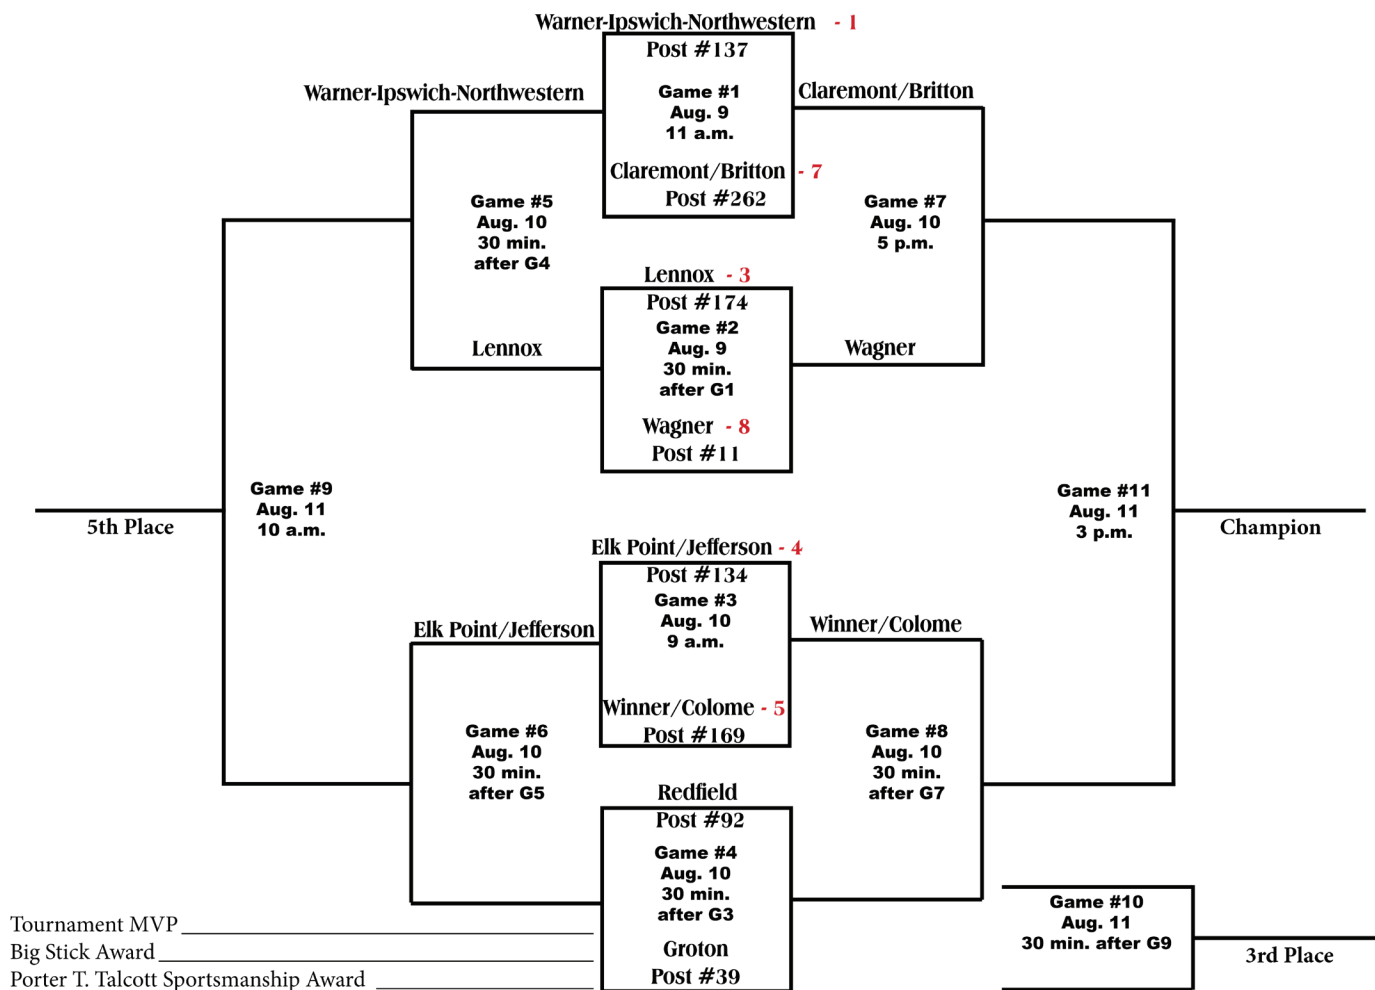 Warner-Ipswich-Northwestern - 1
Post #137
Game #1
Aug. 9
11 a.m.
Claremont/Britton - 7
Post #262
Warner-Ipswich-Northwestern
Claremont/Britton
Game #5
Aug. 10
30 min.
after G4
Game #7
Aug. 10
5 p.m.
Lennox - 3
Post #174
Game #2
Aug. 9
30 min.
after G1
Wagner - 8
Post #11
Lennox
Wagner
Game #9
Aug. 11
10 a.m.
5th Place
Game #11
Aug. 11
3 p.m.
Champion
Elk Point/Jefferson - 4
Post #134
Game #3
Aug. 10
9 a.m.
Winner/Colome - 5
Post #169
Elk Point/Jefferson
Winner/Colome
Game #6
Aug. 10
30 min.
after G5
Game #8
Aug. 10
30 min.
after G7
Redfield
Post #92
Game #4
Aug. 10
30 min.
after G3
Groton
Post #39
Game #10
Aug. 11
30 min. after G9
3rd Place
Tournament MVP
Big Stick Award
Porter T. Talcott Sportsmanship Award